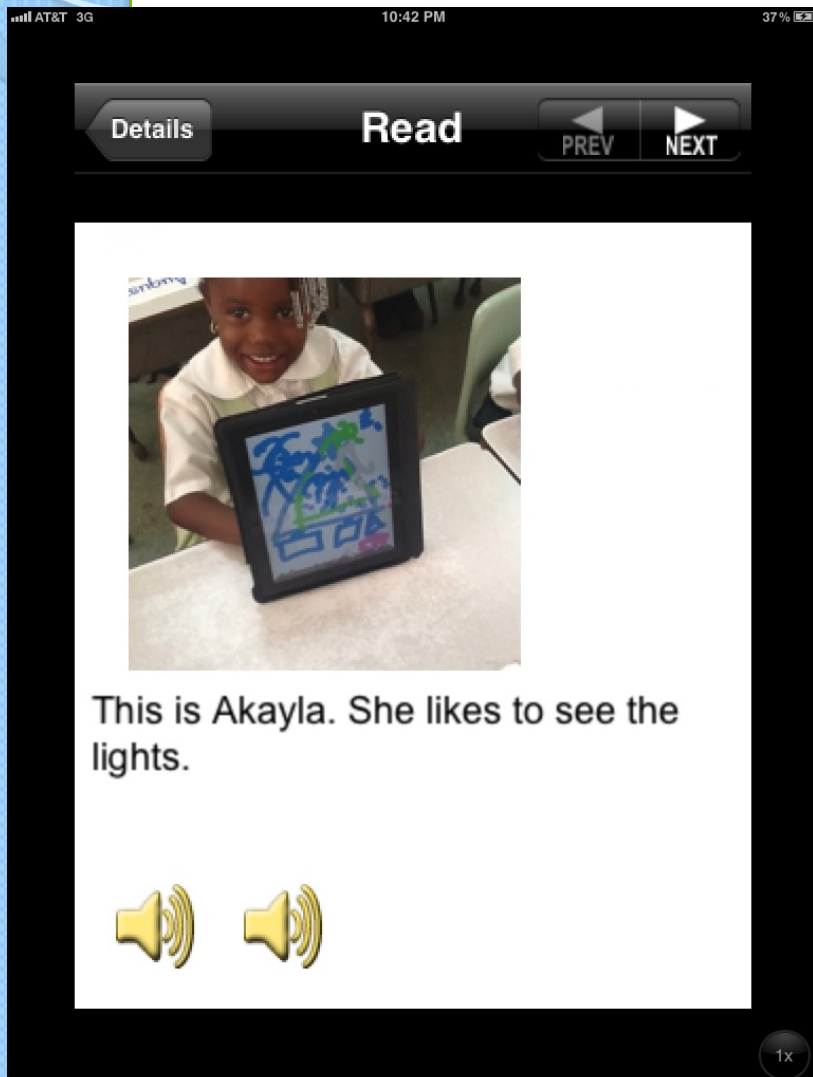 AT&T 3G 10:42 PM 37%
Details Read PREV NEXT
This is Akayla. She likes to see the
lights.
1x